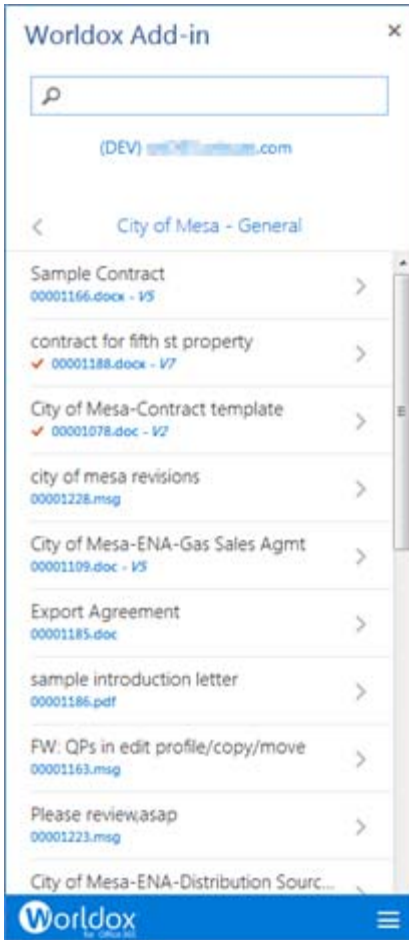 Worldox Add-in
(DEV) .com
City of Mesa - General
Sample Contract
00001166.docx - V5
contract for fifth st property
00001188.docx - V7
City of Mesa-Contract template
00001078.doc - V2
city of mesa revisions
00001228.msg
City of Mesa-ENA-Gas Sales Agmt
00001109.doc - V5
Export Agreement
00001185.doc
sample introduction letter
00001186.pdf
FW: QPs in edit profile/copy/move
00001163.msg
Please review,asap
00001223.msg
City of Mesa-ENA-Distribution Sourc...
Worldox
for Office 365